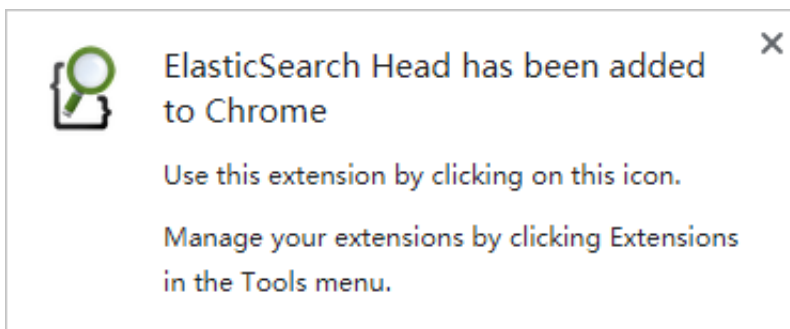 ElasticSearch Head has been added
to Chrome
Use this extension by clicking on this icon.
Manage your extensions by clicking Extensions
in the Tools menu.